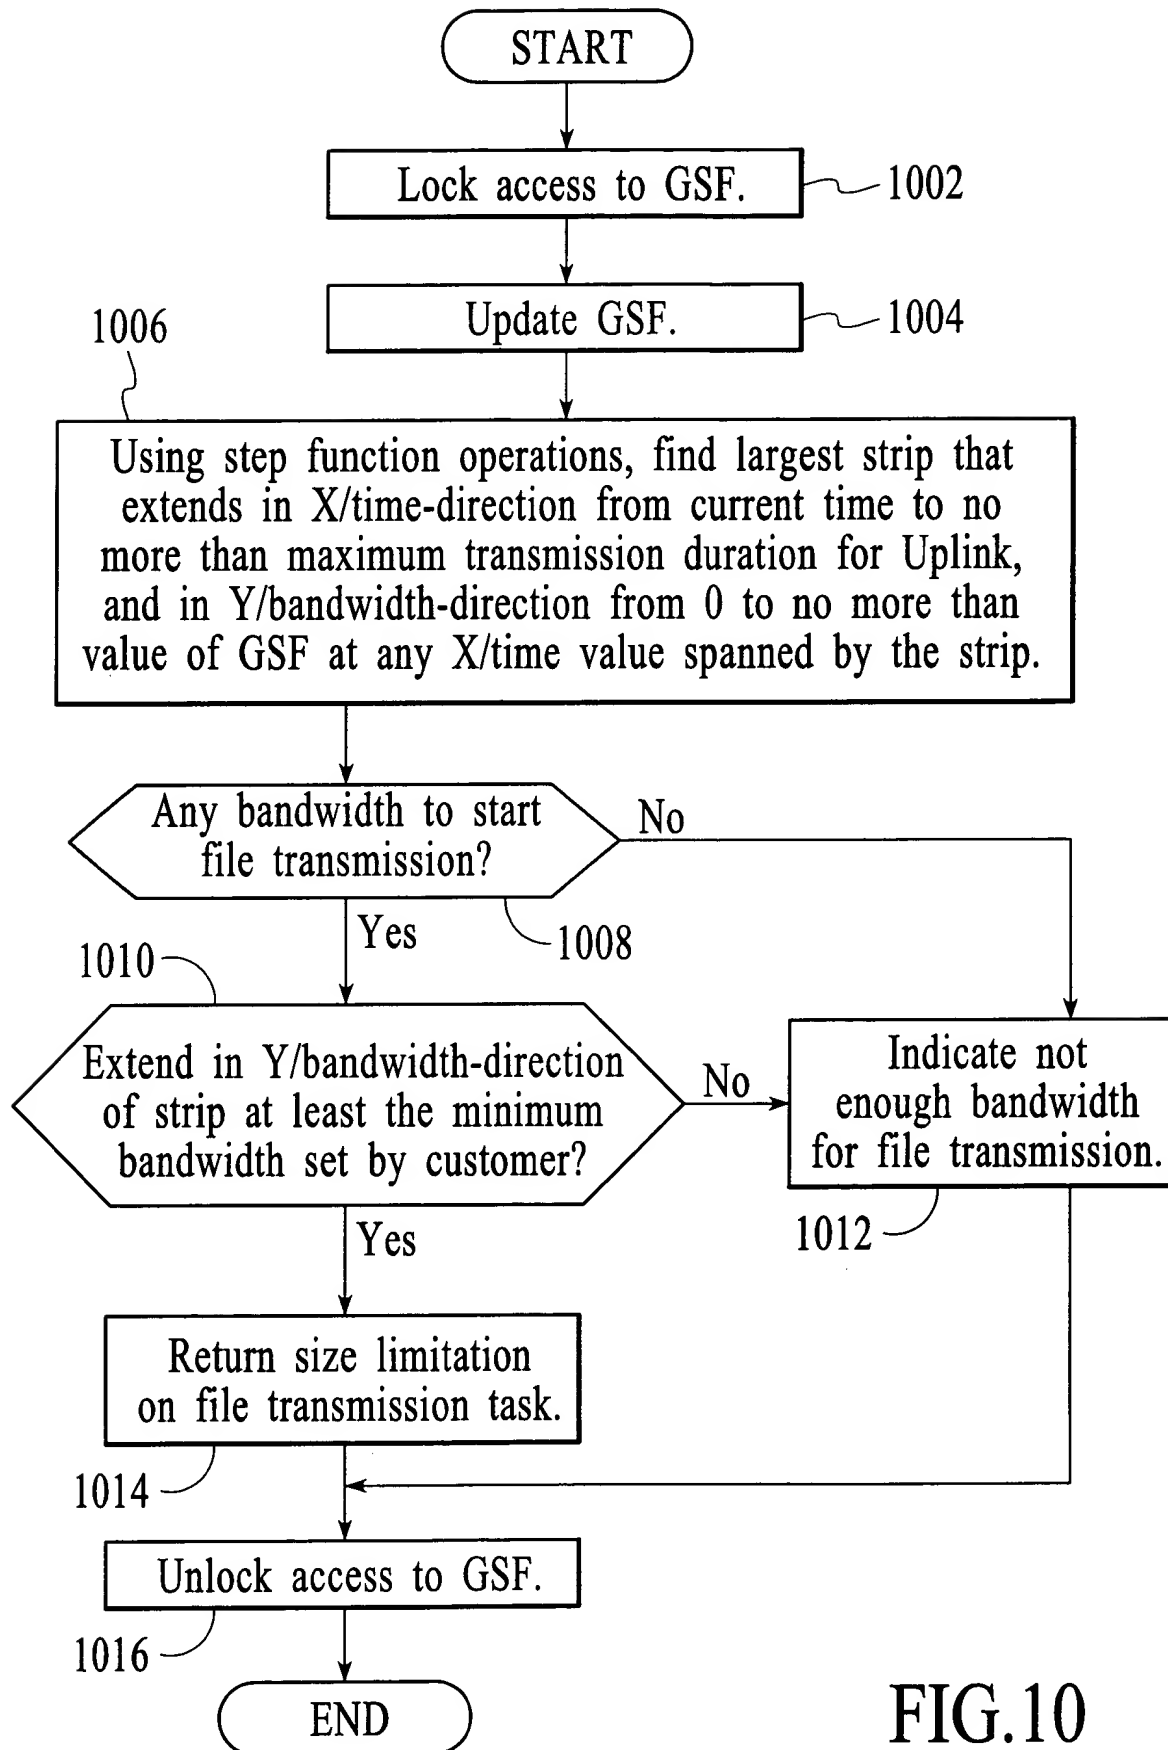 START
Lock access to GSF.
1002
Update GSF.
1004
1006
Using step function operations, find largest strip that
extends in X/time-direction from current time to no
more than maximum transmission duration for Uplink,
and in Y/bandwidth-direction from 0 to no more than
value of GSF at any X/time value spanned by the strip.
Any bandwidth to start
file transmission?
No
Yes
1008
1010
Extend in Y/bandwidth-direction
of strip at least the minimum
bandwidth set by customer?
No
Indicate not
enough bandwidth
for file transmission.
1012
Yes
Return size limitation
on file transmission task.
1014
Unlock access to GSF.
1016
END
FIG.10